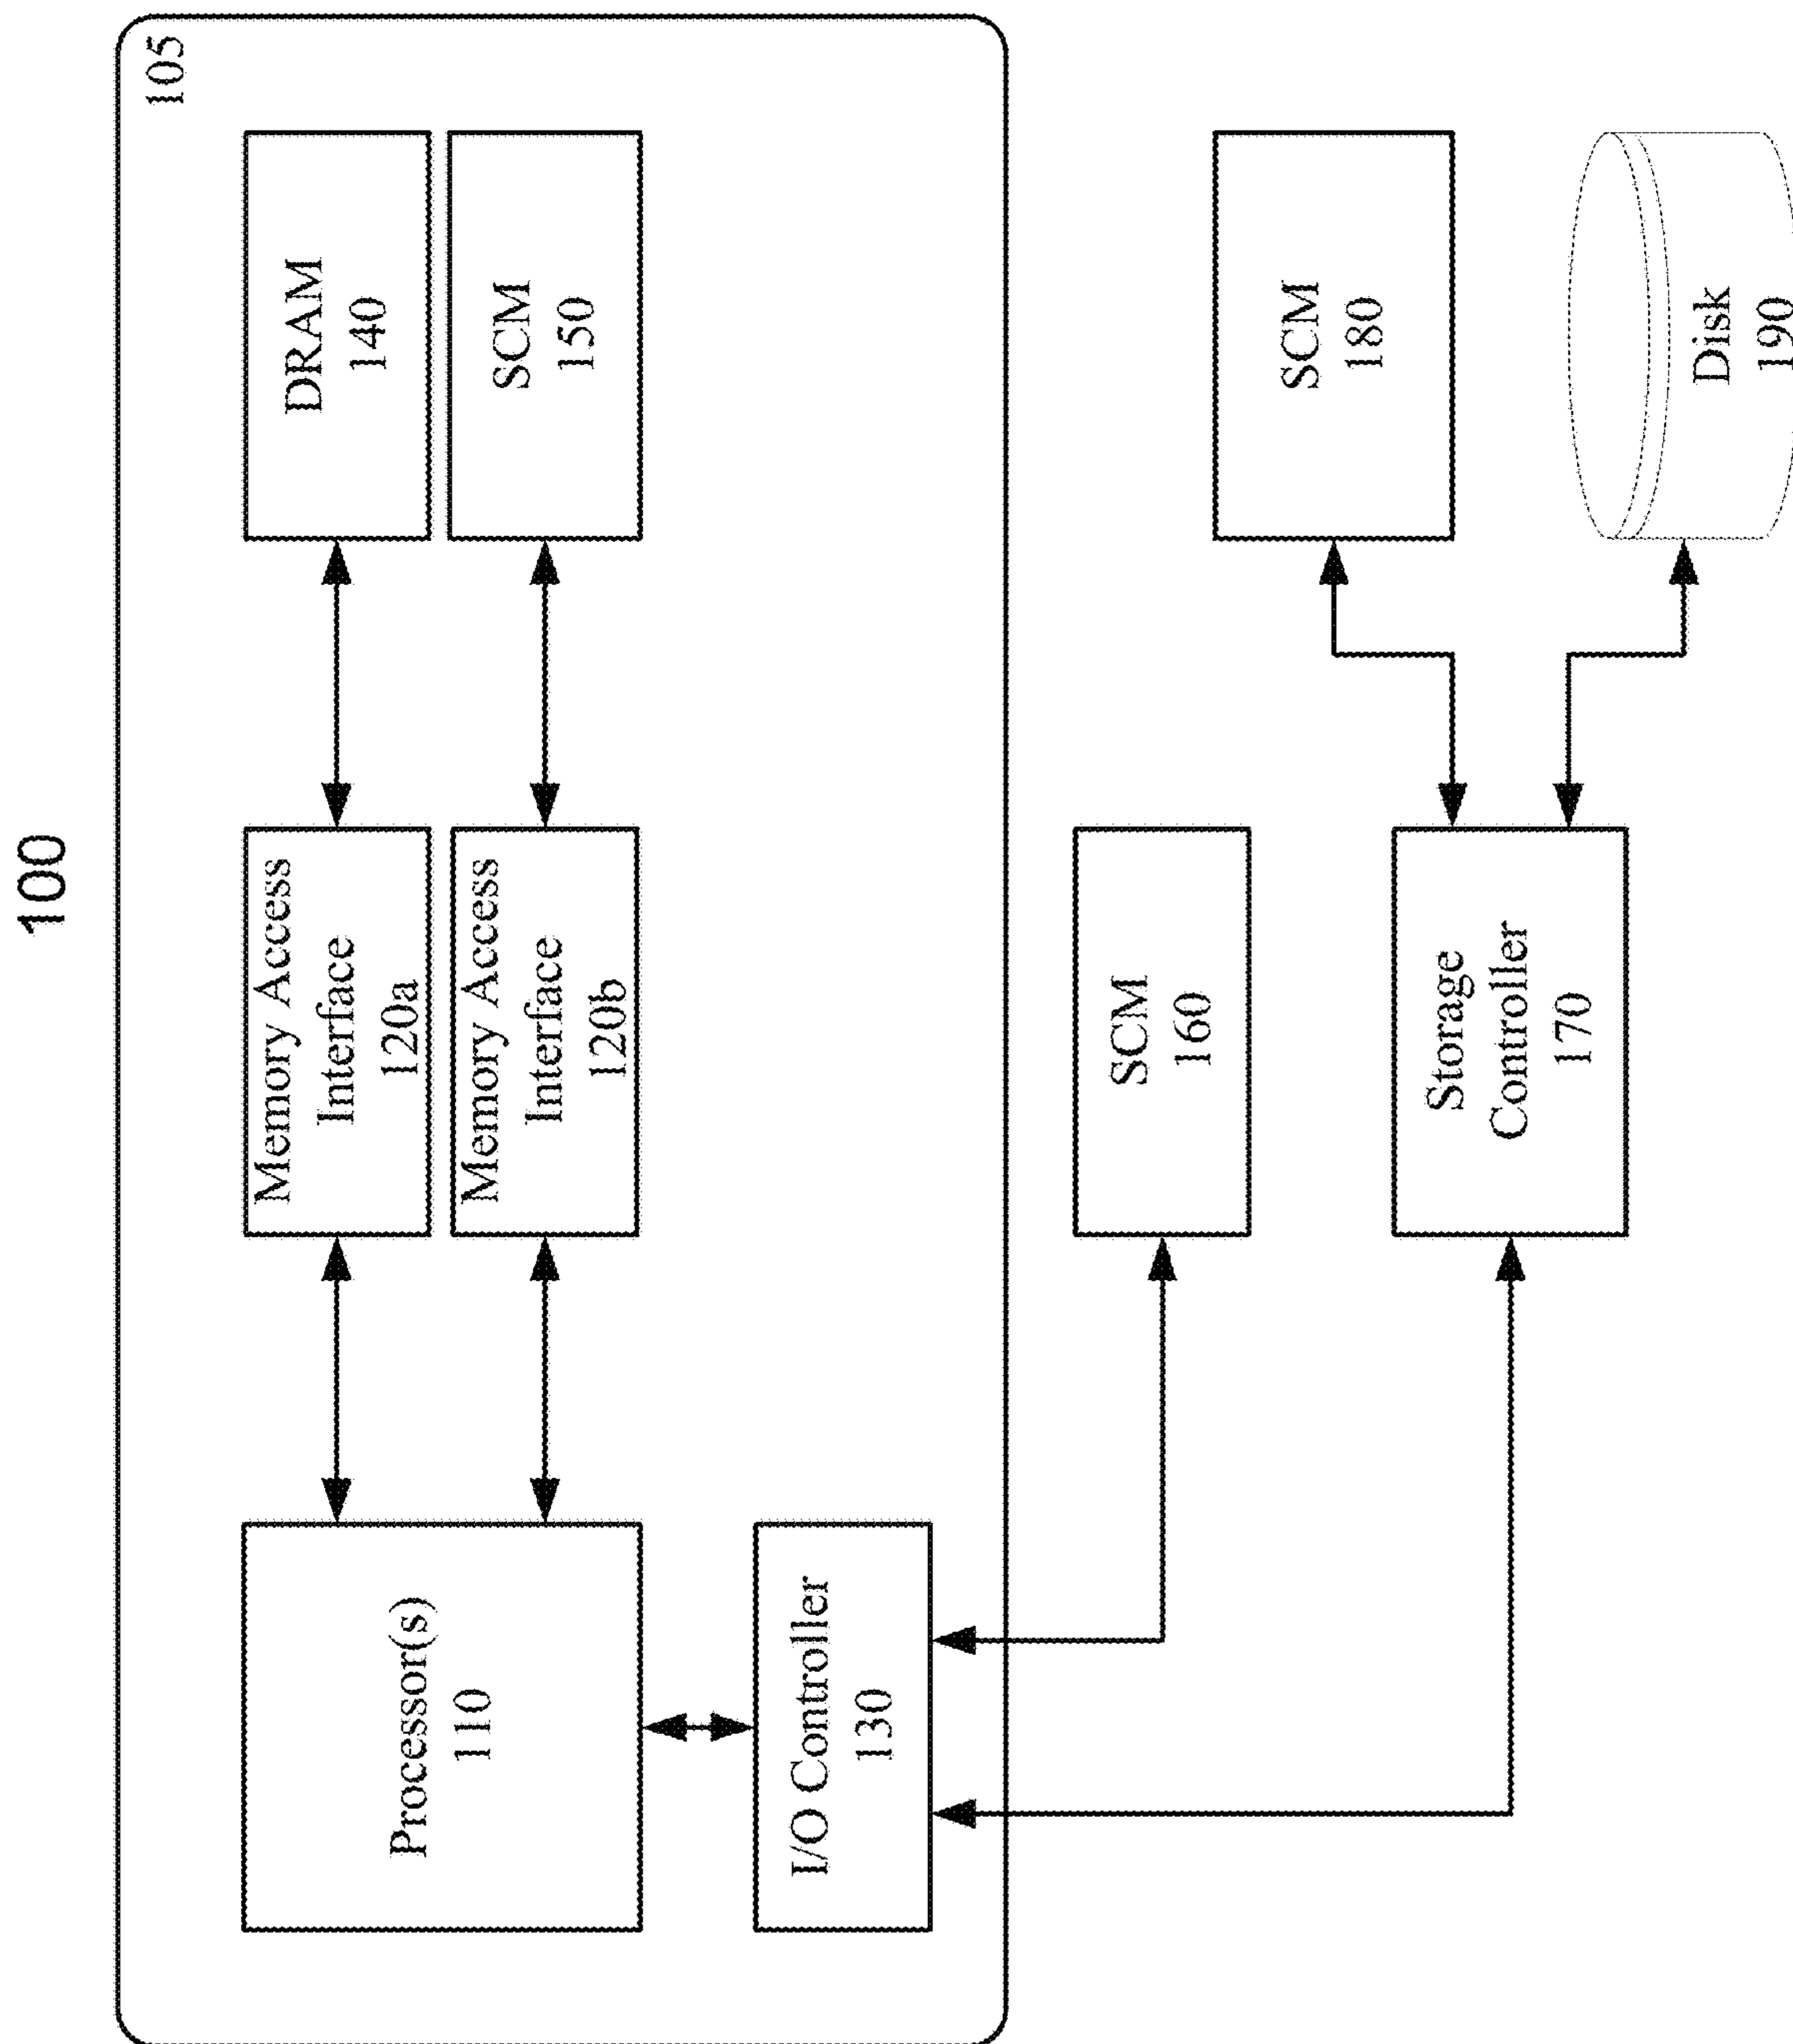 100
105
Processor(s)
110
Memory Access
Interface
120a
Memory Access
Interface
120b
DRAM
140
SCM
150
I/O Controller
130
SCM
160
Storage
Controller
170
SCM
180
Disk
190